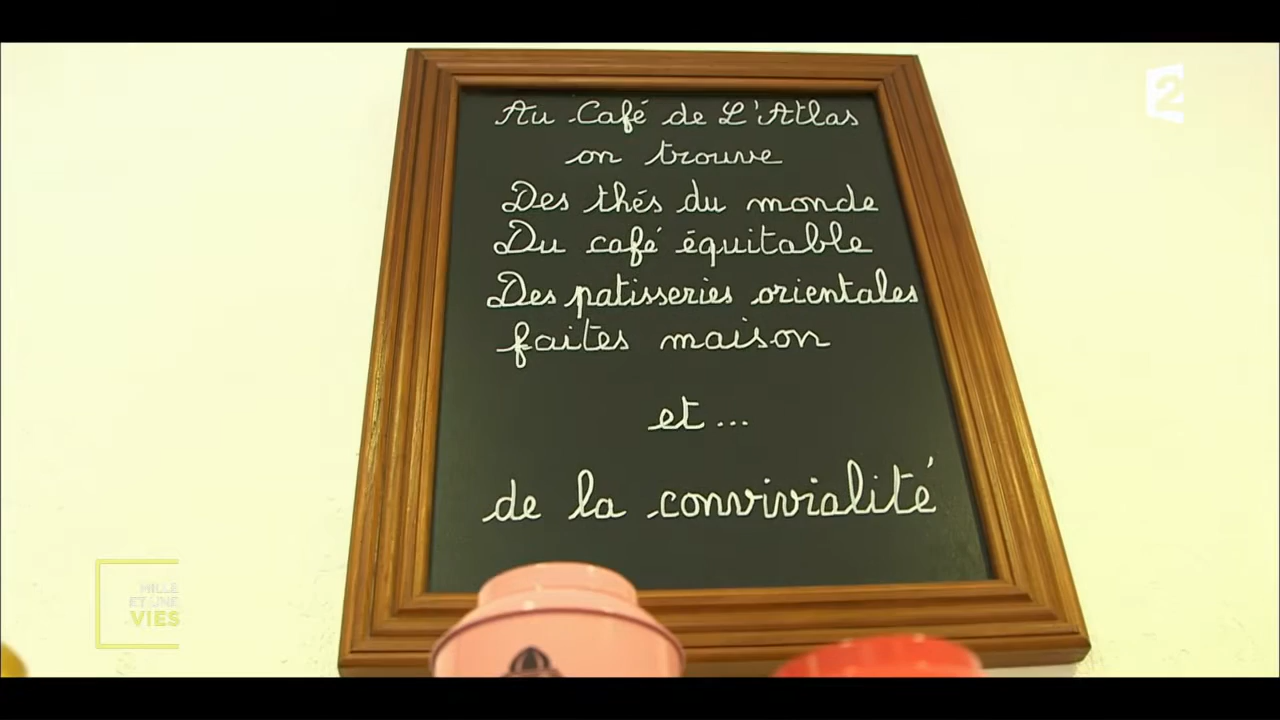 Au Café de L'Atlas
on trouve
Des thés du monde
Du café équitable
Des patisseries orientales
faites maison
et...
de la convivialité
2
MILLE
ET UNE
VIES